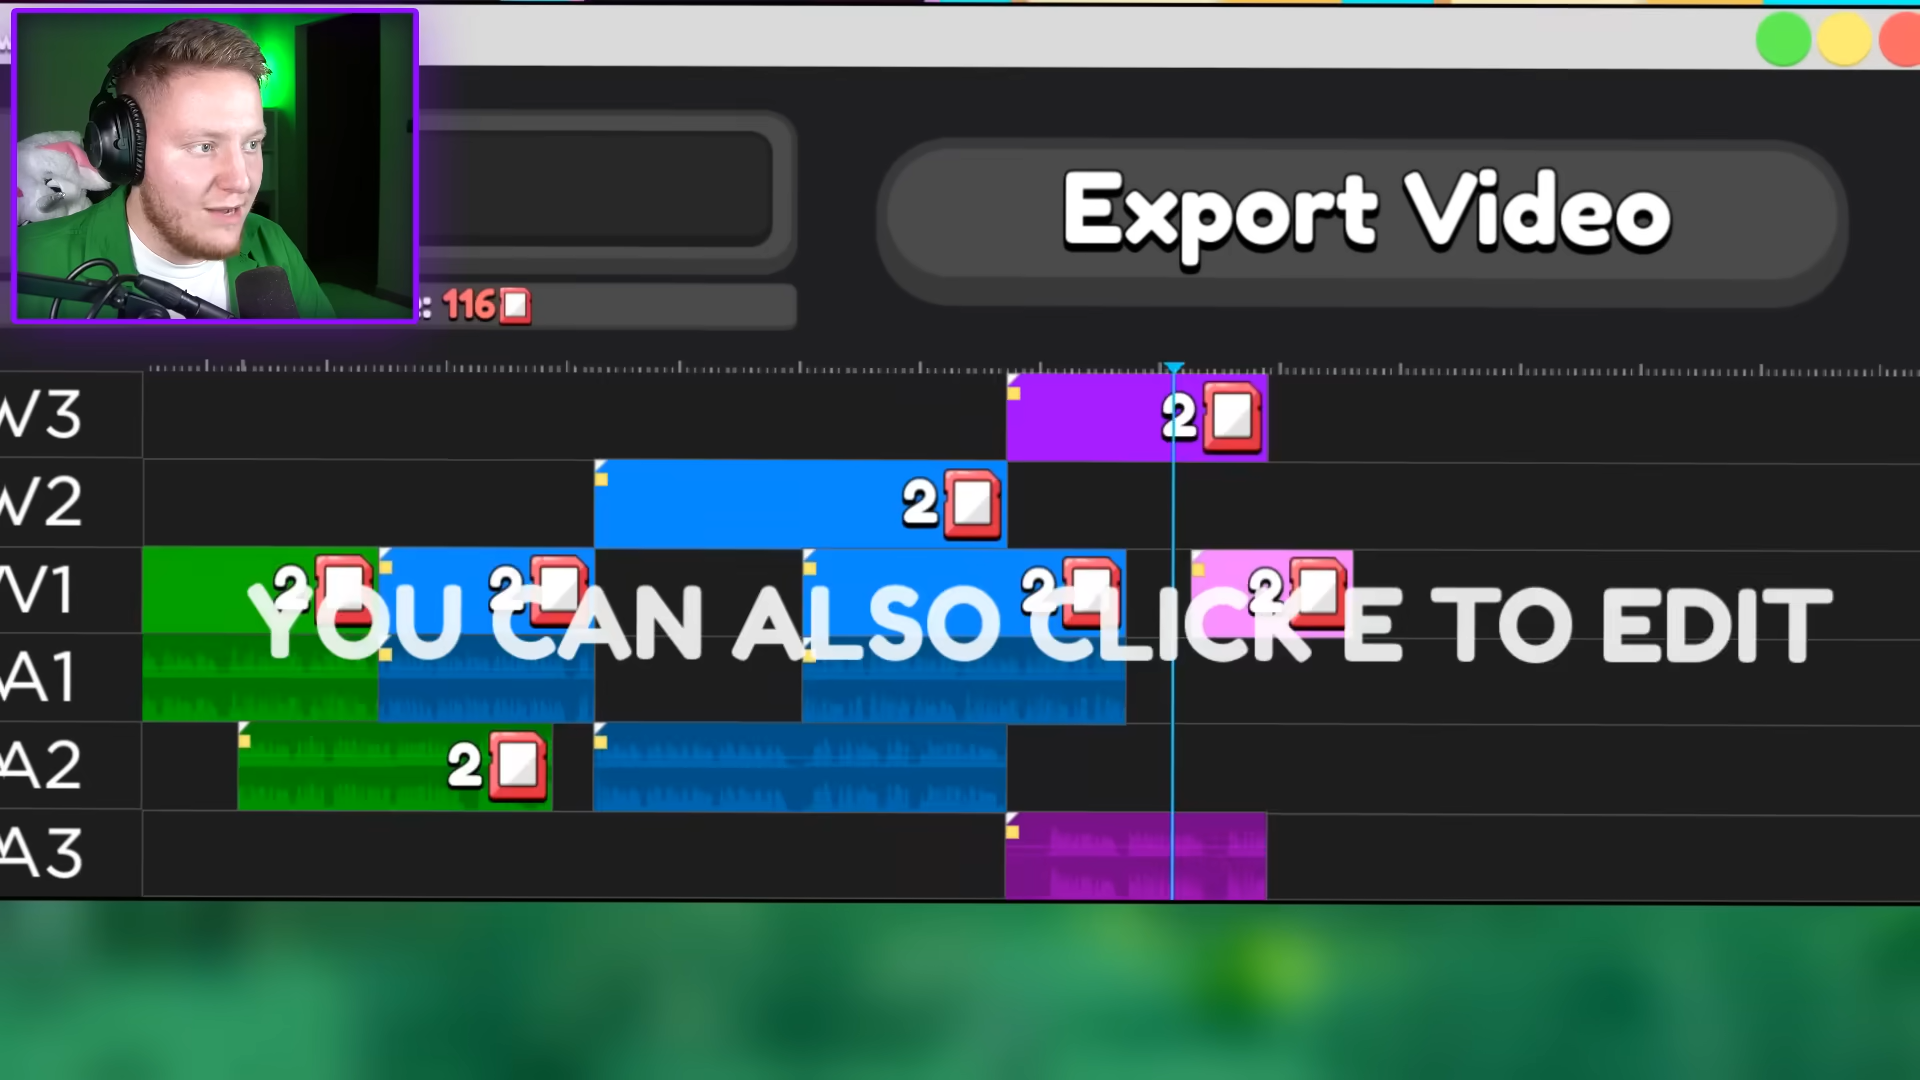 Export Video
: 116
V3
2
V2
2
V1
2
2
2
2
YOU CAN ALSO CLICK E TO EDIT
A1
A2
2
A3